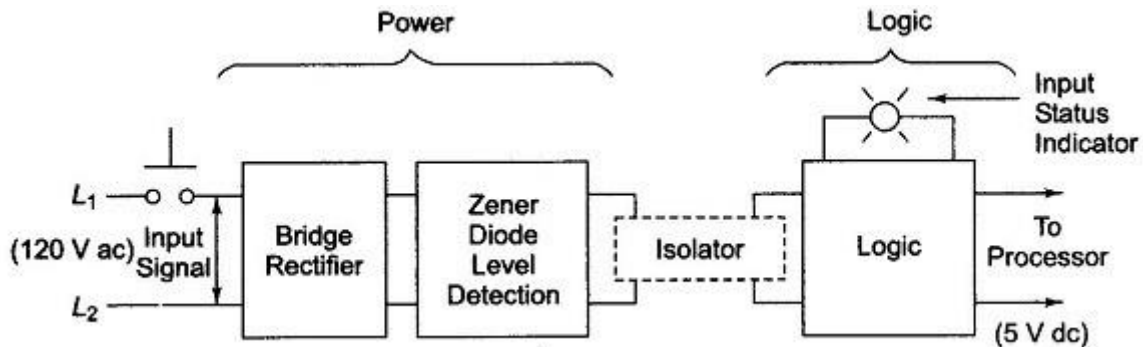 Power
Logic
Input
Status
Indicator
L1
(120 V ac)
L2
Input
Signal
Bridge
Rectifier
Zener
Diode
Level
Detection
Isolator
Logic
To
Processor
(5 V dc)